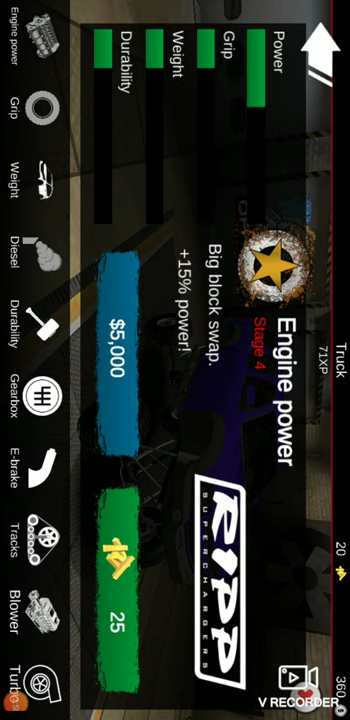 Truck
71XP
20
360
Power
Grip
Weight
Durability
Engine power
Stage 4
Big block swap.
+15% power!
RIPP
SUPERCHARGERS
$5,000
25
Engine power
Grip
Weight
Diesel
Durability
Gearbox
E-brake
Tracks
Blower
Turbo
V RECORDER